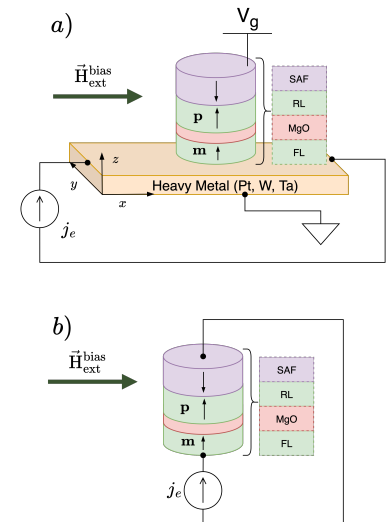 a)
V_g
H⃗_ext^bias
SAF
p
RL
MgO
m
FL
z
y
Heavy Metal (Pt, W, Ta)
x
j_e
b)
H⃗_ext^bias
SAF
p
RL
MgO
m
FL
j_e